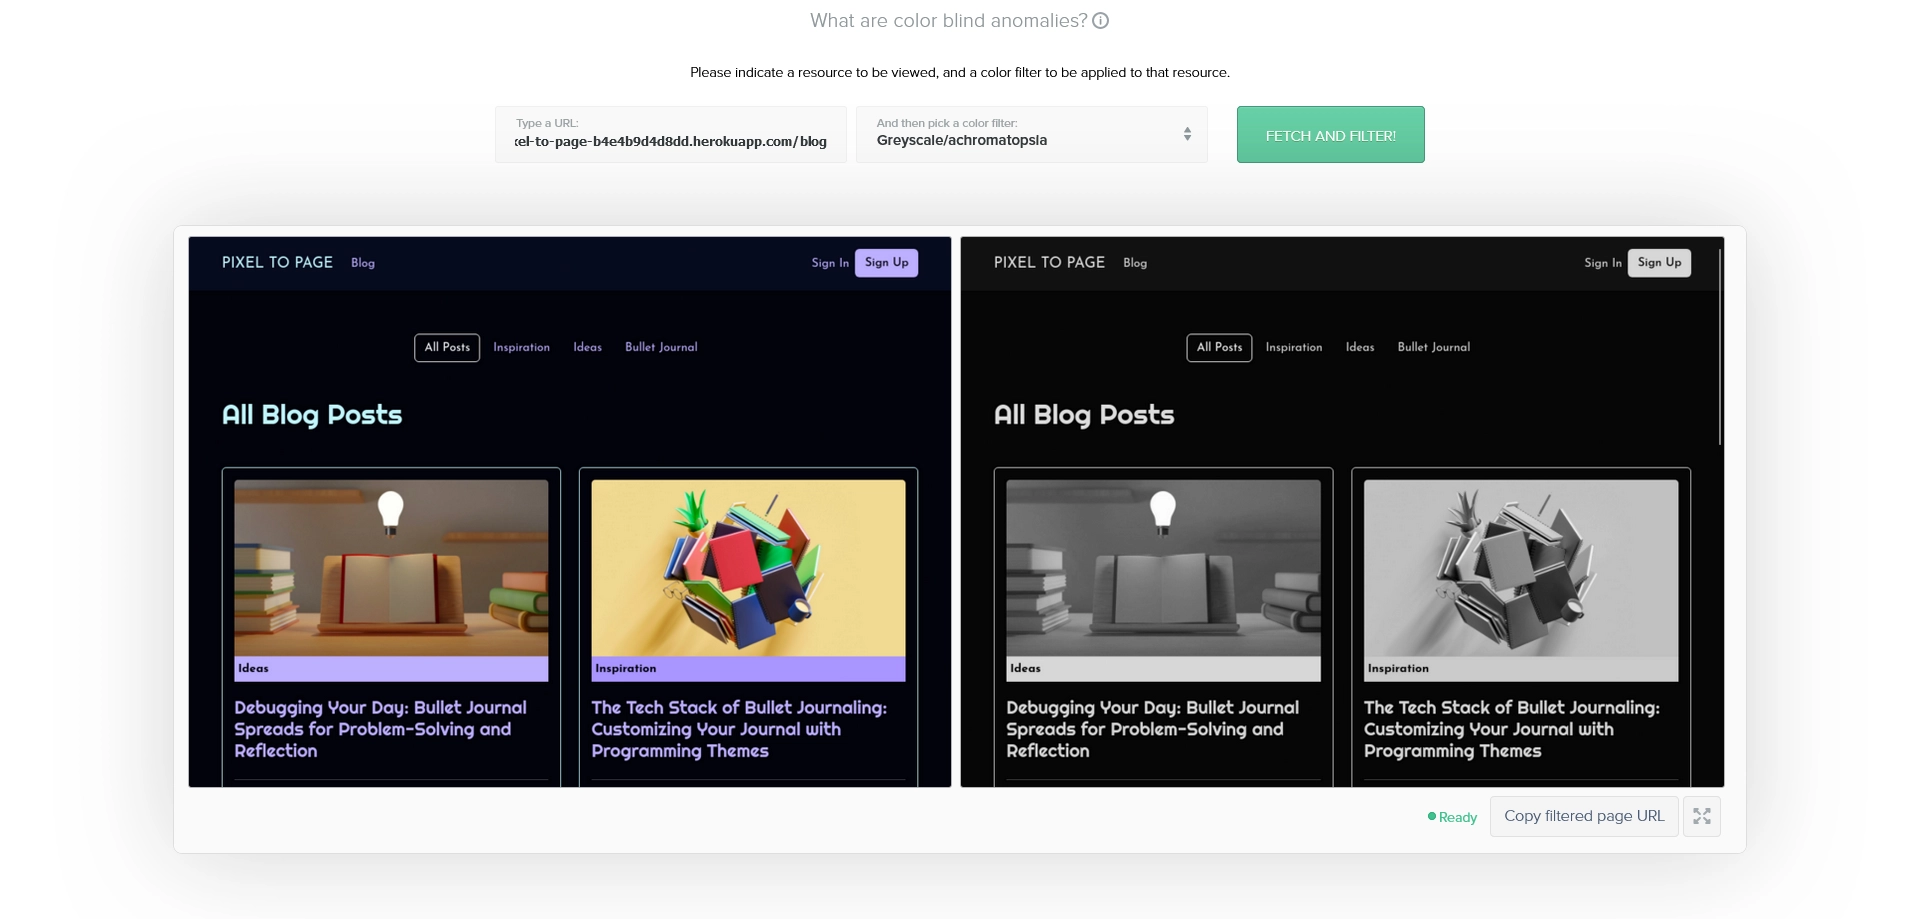 What are color blind anomalies?
Please indicate a resource to be viewed, and a color filter to be applied to that resource.
Type a URL:
xel-to-page-b4e4b9d4d8dd.herokuapp.com/blog
And then pick a color filter:
Greyscale/achromatopsia
FETCH AND FILTER!
PIXEL TO PAGE Blog Sign In Sign Up
All Posts Inspiration Ideas Bullet Journal
All Blog Posts
Ideas
Debugging Your Day: Bullet Journal
Spreads for Problem-Solving and
Reflection
Inspiration
The Tech Stack of Bullet Journaling:
Customizing Your Journal with
Programming Themes
PIXEL TO PAGE Blog Sign In Sign Up
All Posts Inspiration Ideas Bullet Journal
All Blog Posts
Ideas
Debugging Your Day: Bullet Journal
Spreads for Problem-Solving and
Reflection
Inspiration
The Tech Stack of Bullet Journaling:
Customizing Your Journal with
Programming Themes
Ready
Copy filtered page URL